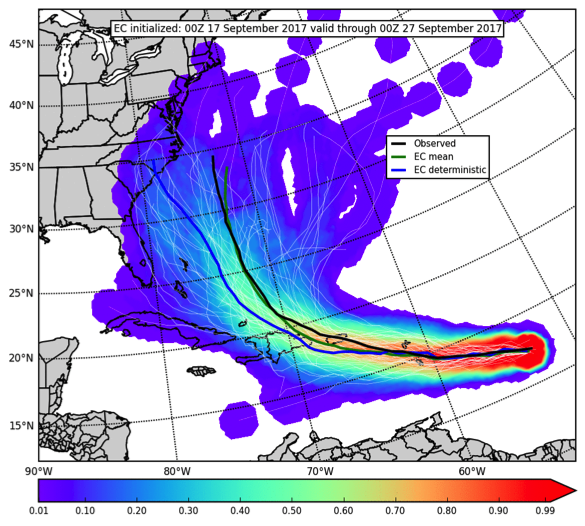 EC initialized: 00Z 17 September 2017 valid through 00Z 27 September 2017
45°N
40°N
Observed
EC mean
EC deterministic
35°N
30°N
25°N
20°N
15°N
90°W 80°W 70°W 60°W
0.01 0.10 0.20 0.30 0.40 0.50 0.60 0.70 0.80 0.90 0.99